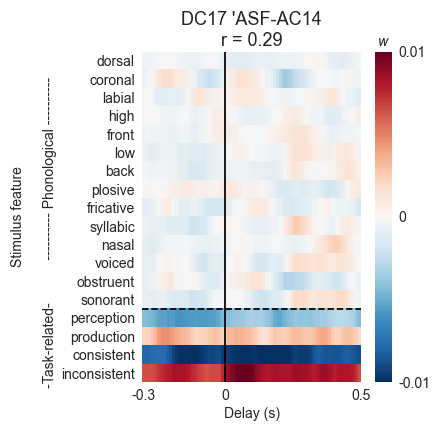 DC17 'ASF-AC14
r = 0.29
w
dorsal
coronal
labial
high
front
low
back
plosive
fricative
syllabic
nasal
voiced
obstruent
sonorant
perception
production
consistent
inconsistent
Stimulus feature
-Task-related- ---------- Phonological ----------
0.01
0
-0.01
-0.3
0
0.5
Delay (s)